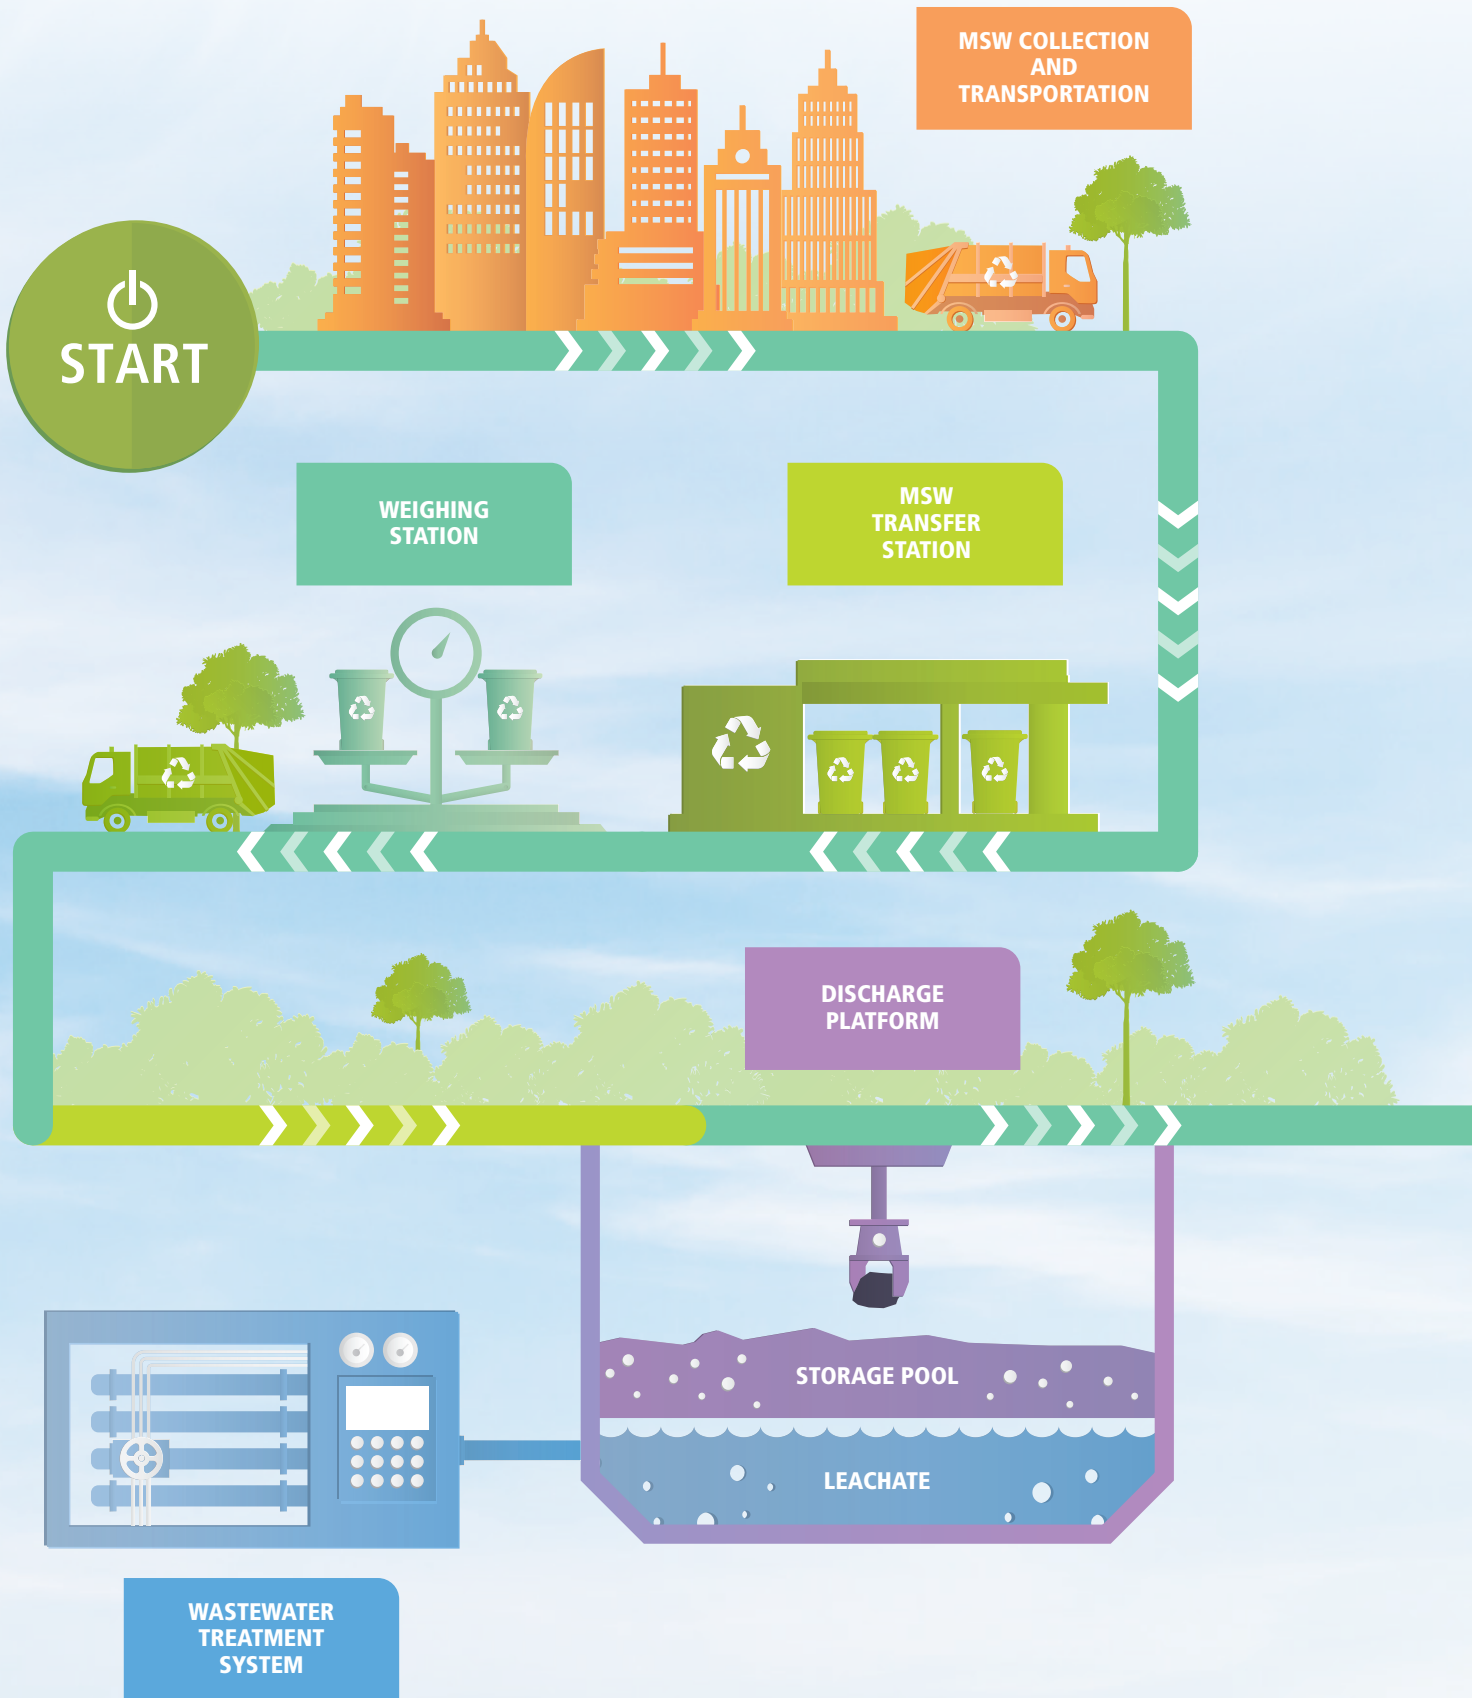 MSW COLLECTION
AND
TRANSPORTATION
START
WEIGHING
STATION
MSW
TRANSFER
STATION
DISCHARGE
PLATFORM
STORAGE POOL
LEACHATE
WASTEWATER
TREATMENT
SYSTEM